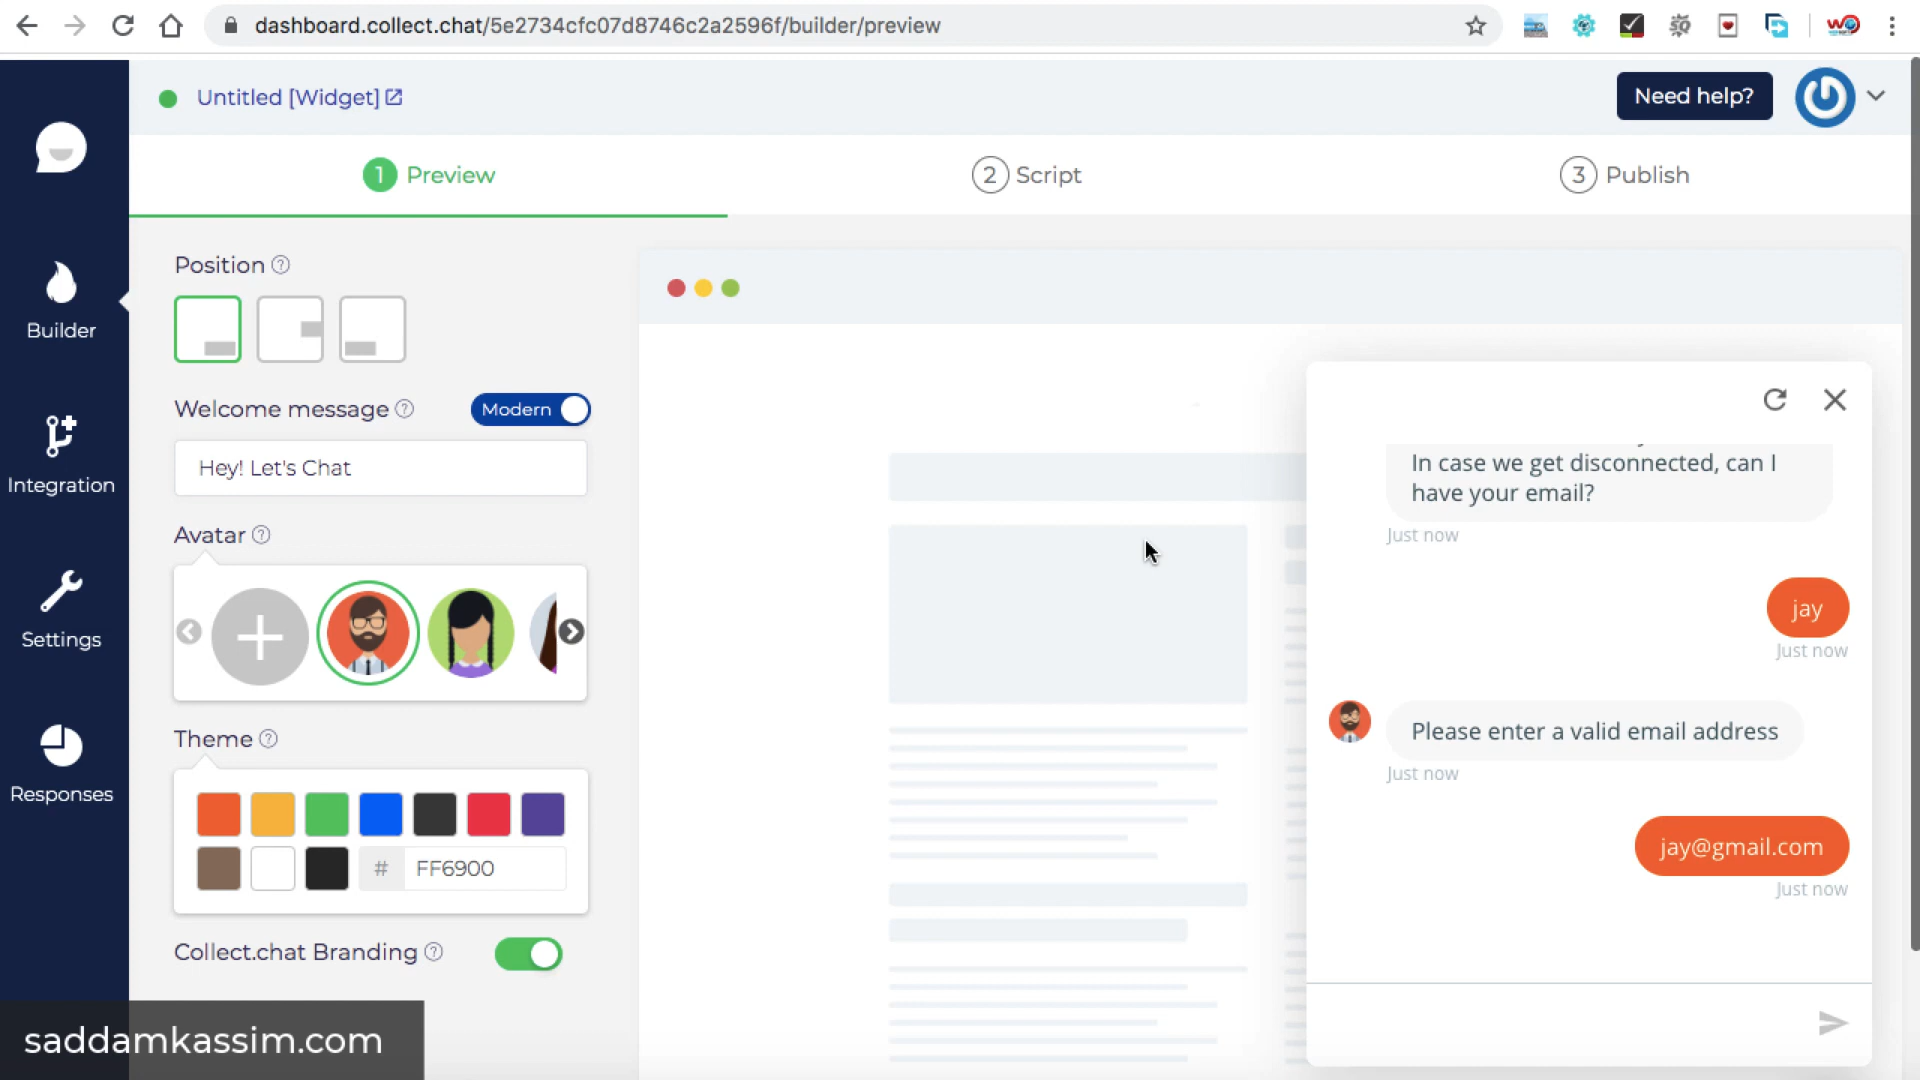 dashboard.collect.chat/5e2734cfc07d8746c2a2596f/builder/preview
Untitled [Widget]
Need help?
1 Preview
2 Script
3 Publish
Builder
Integration
Settings
Responses
Position ?
Welcome message ?
Modern
Hey! Let's Chat
Avatar ?
Theme ?
# FF6900
Collect.chat Branding ?
In case we get disconnected, can I
have your email?
Just now
jay
Just now
Please enter a valid email address
Just now
jay@gmail.com
Just now
saddamkassim.com